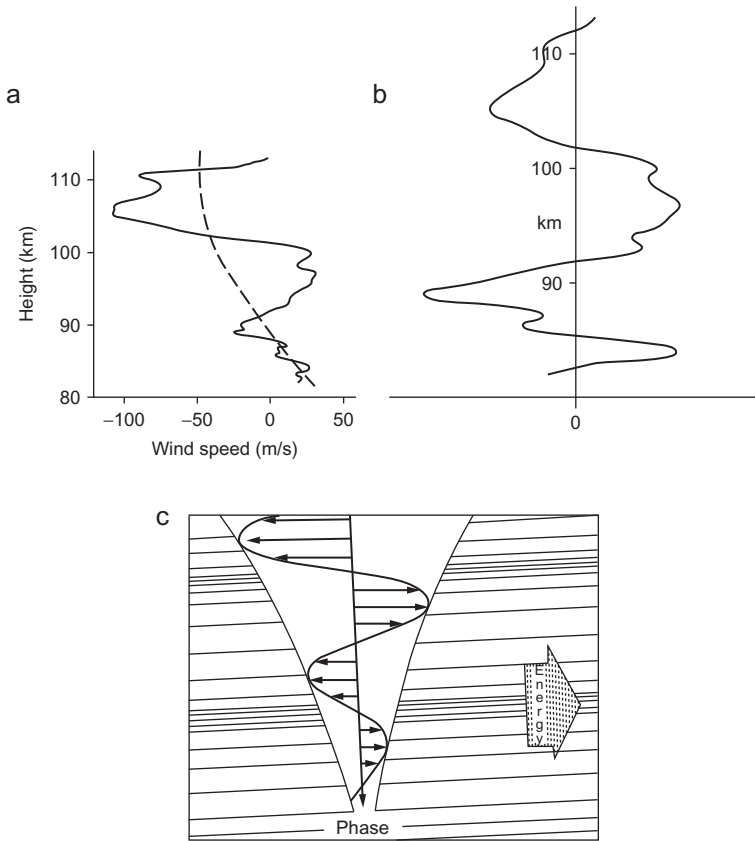 a
110
100
90
80
Height (km)
−100
−50
0
50
Wind speed (m/s)
b
110
100
km
90
0
c
Energy
Phase